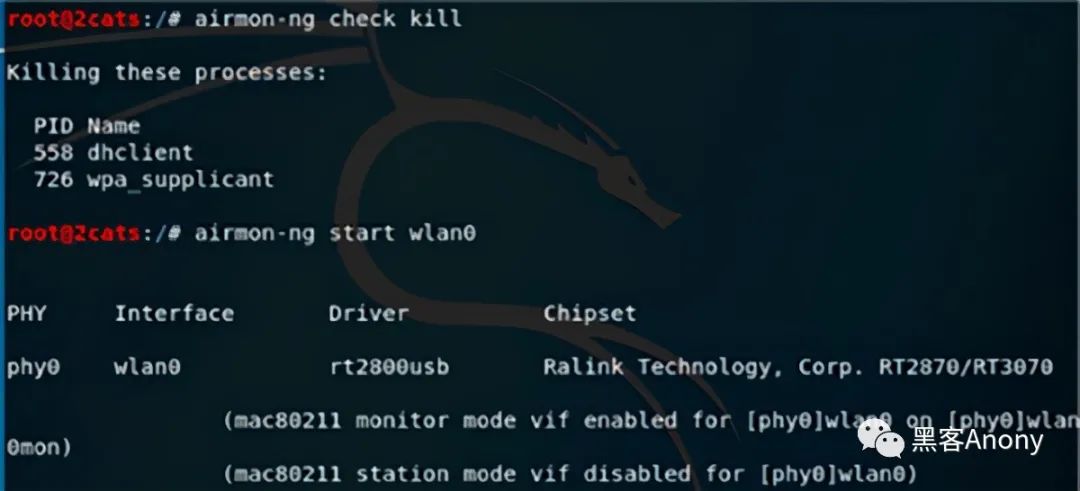 root@2cats:/# airmon-ng check kill
Killing these processes:
PID Name
558 dhclient
726 wpa_supplicant
root@2cats:/# airmon-ng start wlan0
PHY Interface Driver Chipset
phy0 wlan0 rt2800usb Ralink Technology, Corp. RT2870/RT3070
(mac80211 monitor mode vif enabled for [phy0]wlan0 on [phy0]wlan
0mon)
(mac80211 station mode vif disabled for [phy0]wlan0)
黑客Anony